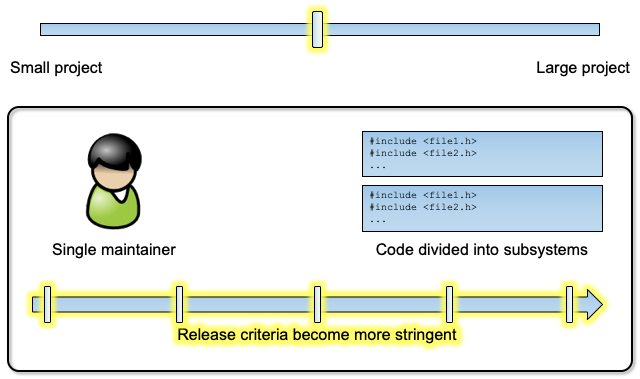 Small project
Large project
#include <file1.h>
#include <file2.h>
...
#include <file1.h>
#include <file2.h>
...
Single maintainer
Code divided into subsystems
Release criteria become more stringent